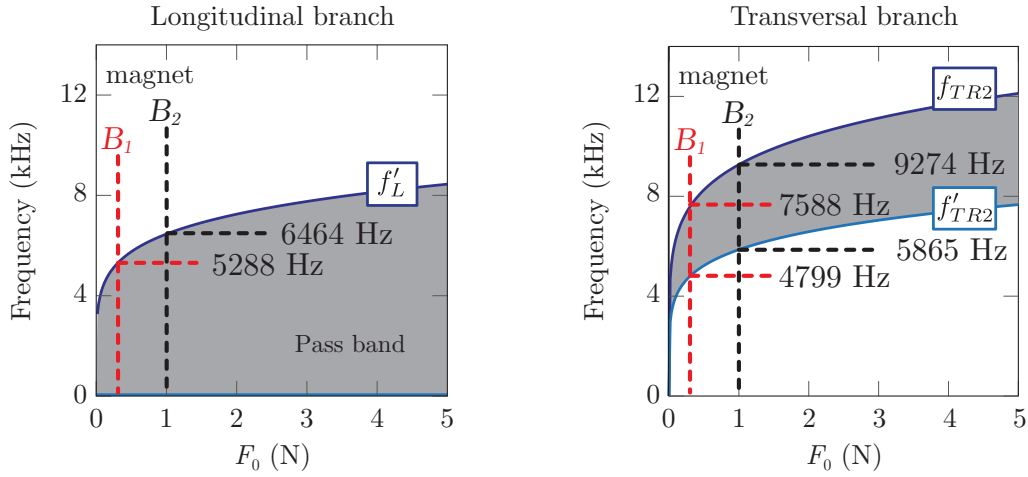 Longitudinal branch
magnet
B₂
B₁
f′L
6464 Hz
5288 Hz
Pass band
12
8
4
0
0 1 2 3 4 5
Frequency (kHz)
F₀ (N)
Transversal branch
magnet
B₂
B₁
fTR2
9274 Hz
7588 Hz
f′TR2
5865 Hz
4799 Hz
12
8
4
0
0 1 2 3 4 5
Frequency (kHz)
F₀ (N)